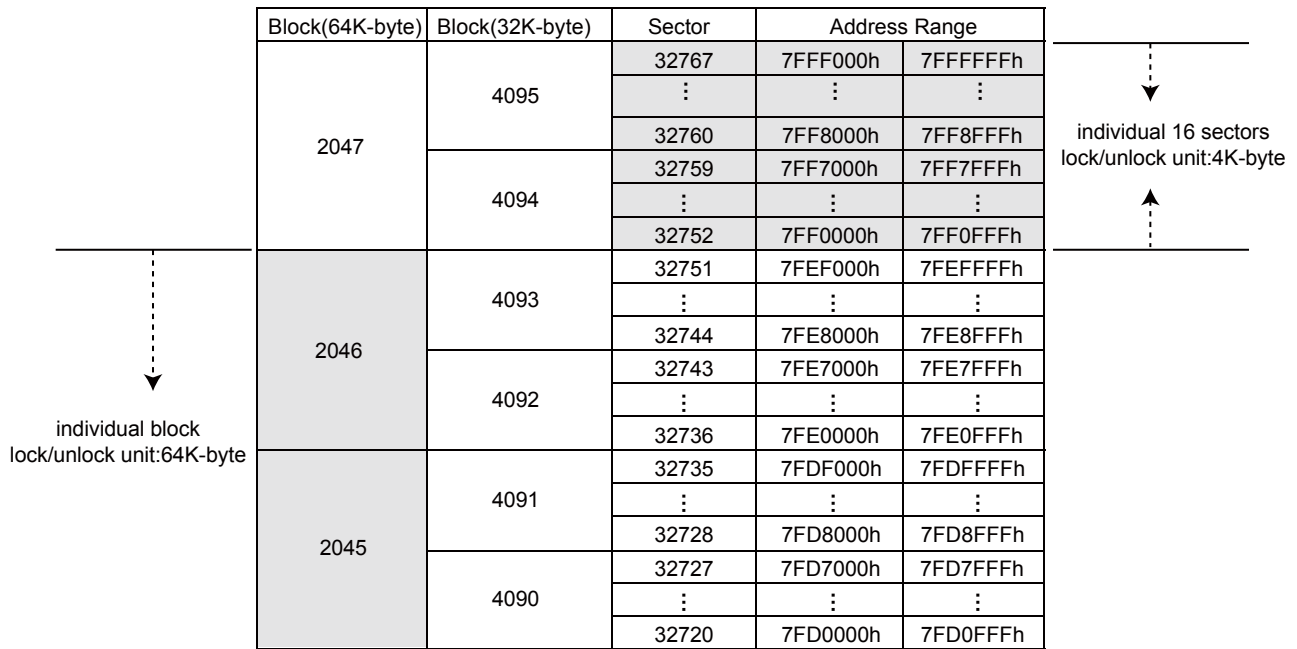 Block(64K-byte) Block(32K-byte) Sector Address Range
2047 4095 32767 7FFF000h 7FFFFFFh
⋮ ⋮ ⋮
32760 7FF8000h 7FF8FFFh
4094 32759 7FF7000h 7FF7FFFh
⋮ ⋮ ⋮
32752 7FF0000h 7FF0FFFh
individual 16 sectors
lock/unlock unit:4K-byte
2046 4093 32751 7FEF000h 7FEFFFFh
⋮ ⋮ ⋮
32744 7FE8000h 7FE8FFFh
4092 32743 7FE7000h 7FE7FFFh
⋮ ⋮ ⋮
32736 7FE0000h 7FE0FFFh
individual block
lock/unlock unit:64K-byte
2045 4091 32735 7FDF000h 7FDFFFFh
⋮ ⋮ ⋮
32728 7FD8000h 7FD8FFFh
4090 32727 7FD7000h 7FD7FFFh
⋮ ⋮ ⋮
32720 7FD0000h 7FD0FFFh